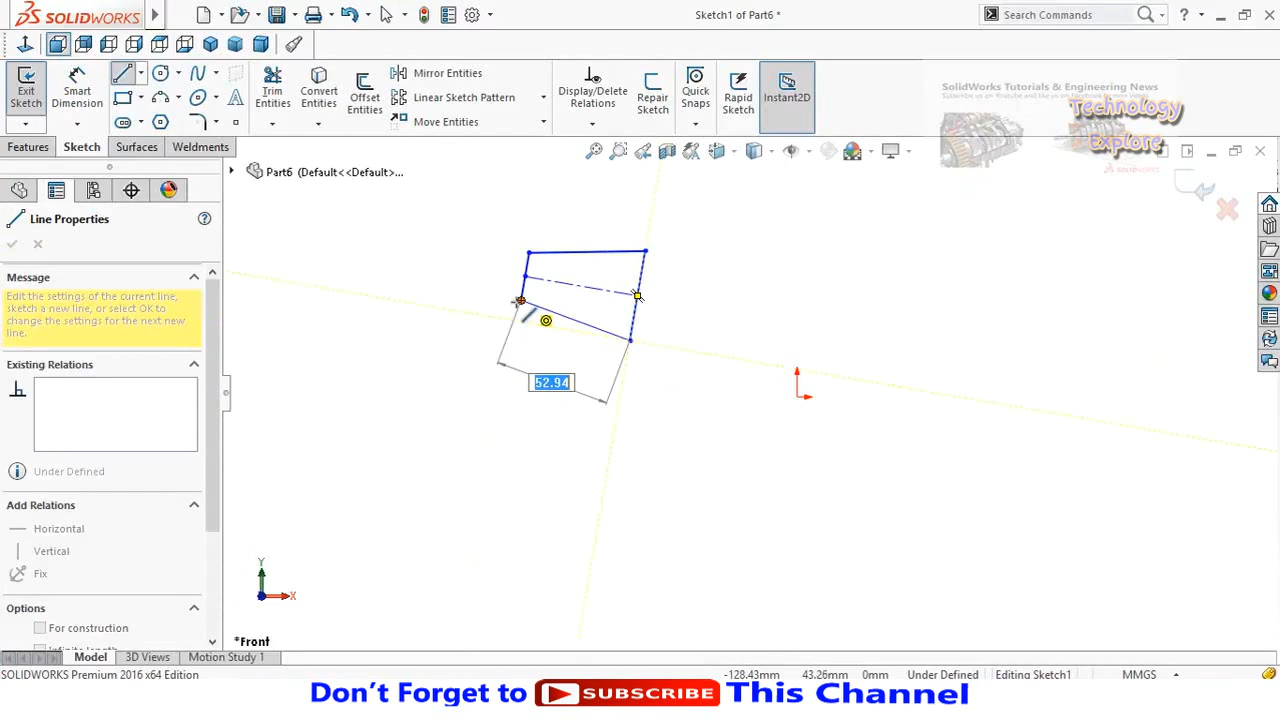 SOLIDWORKS
Sketch1 of Part6 *
Search Commands
Exit Sketch
Smart Dimension
Trim Entities
Convert Entities
Offset Entities
Mirror Entities
Linear Sketch Pattern
Move Entities
Display/Delete Relations
Repair Sketch
Quick Snaps
Rapid Sketch
Instant2D
SolidWorks Tutorials & Engineering News
Technology
Explore
SOLIDWORKS
Features
Sketch
Surfaces
Weldments
Part6 (Default<<Default>...
Line Properties
Message
Edit the settings of the current line,
sketch a new line, or select OK to
change the settings for the next new
line.
Existing Relations
Under Defined
Add Relations
Horizontal
Vertical
Fix
Options
For construction
52.94
Y
X
*Front
Model
3D Views
Motion Study 1
SOLIDWORKS Premium 2016 x64 Edition
-128.43mm
43.26mm
0mm
Under Defined
Editing Sketch1
MMGS
Don't Forget to SUBSCRIBE This Channel